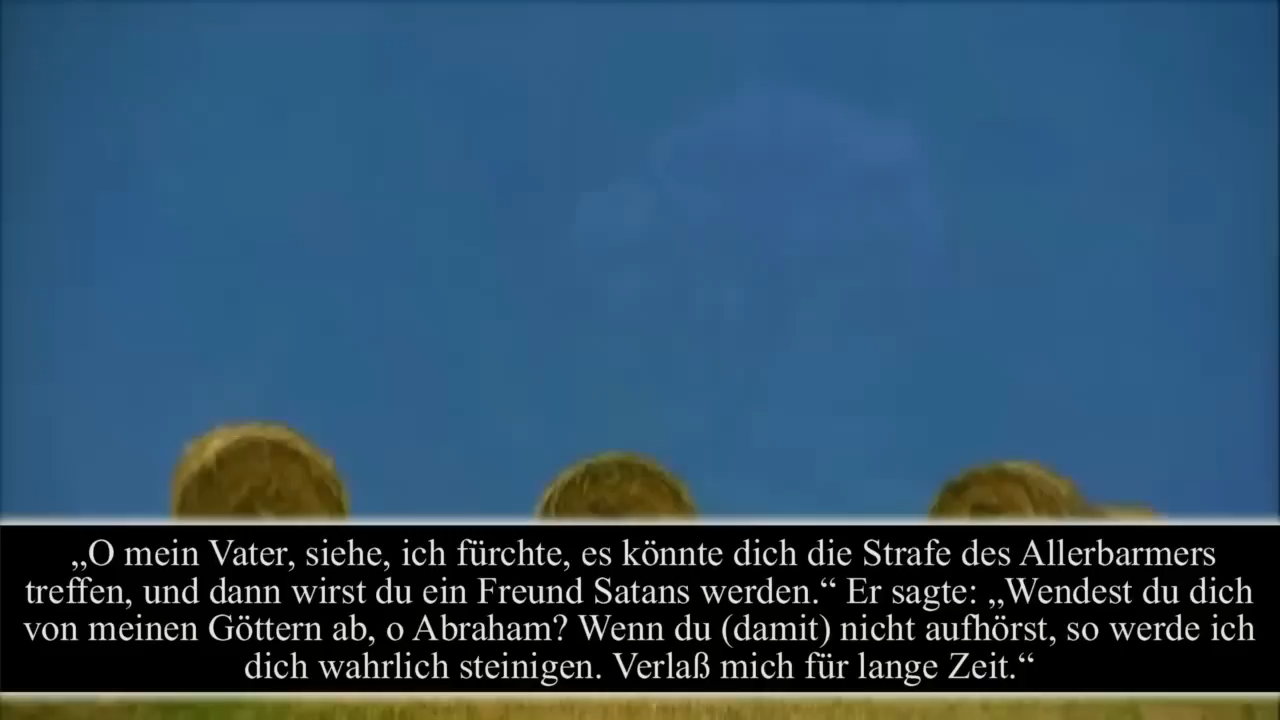 „O mein Vater, siehe, ich fürchte, es könnte dich die Strafe des Allerbarmers
treffen, und dann wirst du ein Freund Satans werden.“ Er sagte: „Wendest du dich
von meinen Göttern ab, o Abraham? Wenn du (damit) nicht aufhörst, so werde ich
dich wahrlich steinigen. Verlaß mich für lange Zeit.“